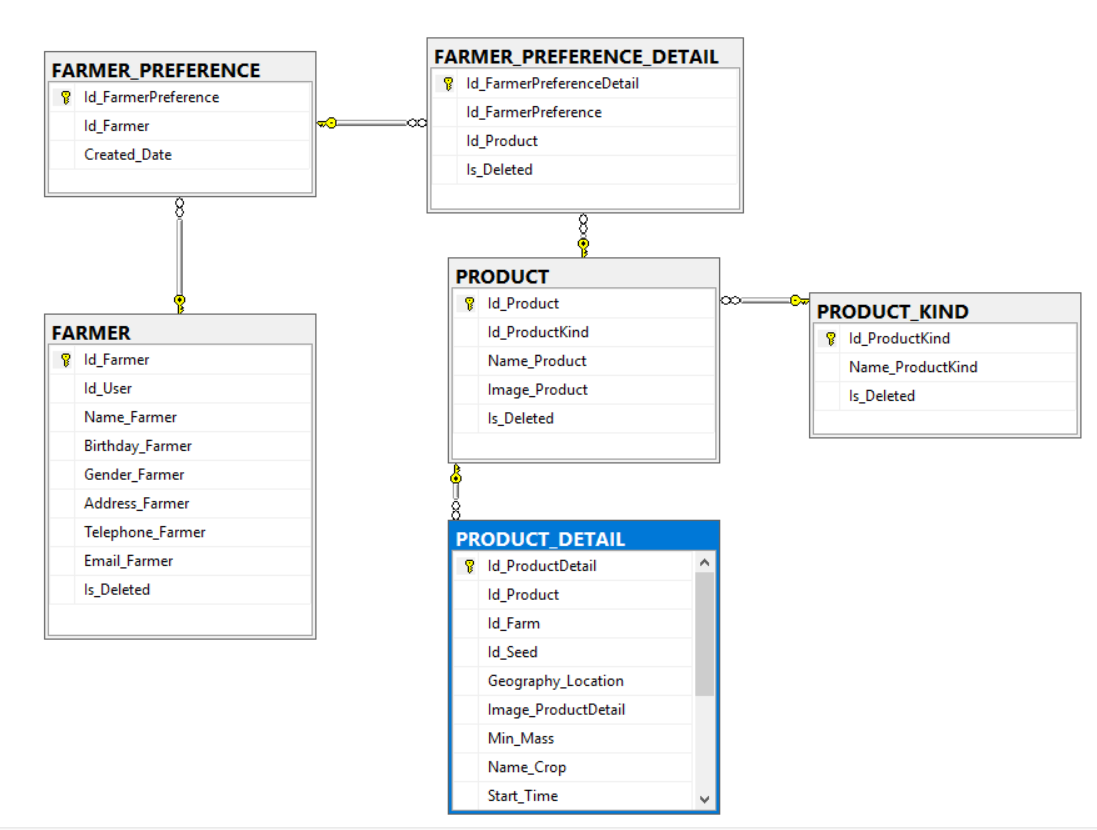 FARMER_PREFERENCE
Id_FarmerPreference
Id_Farmer
Created_Date
FARMER_PREFERENCE_DETAIL
Id_FarmerPreferenceDetail
Id_FarmerPreference
Id_Product
Is_Deleted
FARMER
Id_Farmer
Id_User
Name_Farmer
Birthday_Farmer
Gender_Farmer
Address_Farmer
Telephone_Farmer
Email_Farmer
Is_Deleted
PRODUCT
Id_Product
Id_ProductKind
Name_Product
Image_Product
Is_Deleted
PRODUCT_KIND
Id_ProductKind
Name_ProductKind
Is_Deleted
PRODUCT_DETAIL
Id_ProductDetail
Id_Product
Id_Farm
Id_Seed
Geography_Location
Image_ProductDetail
Min_Mass
Name_Crop
Start_Time